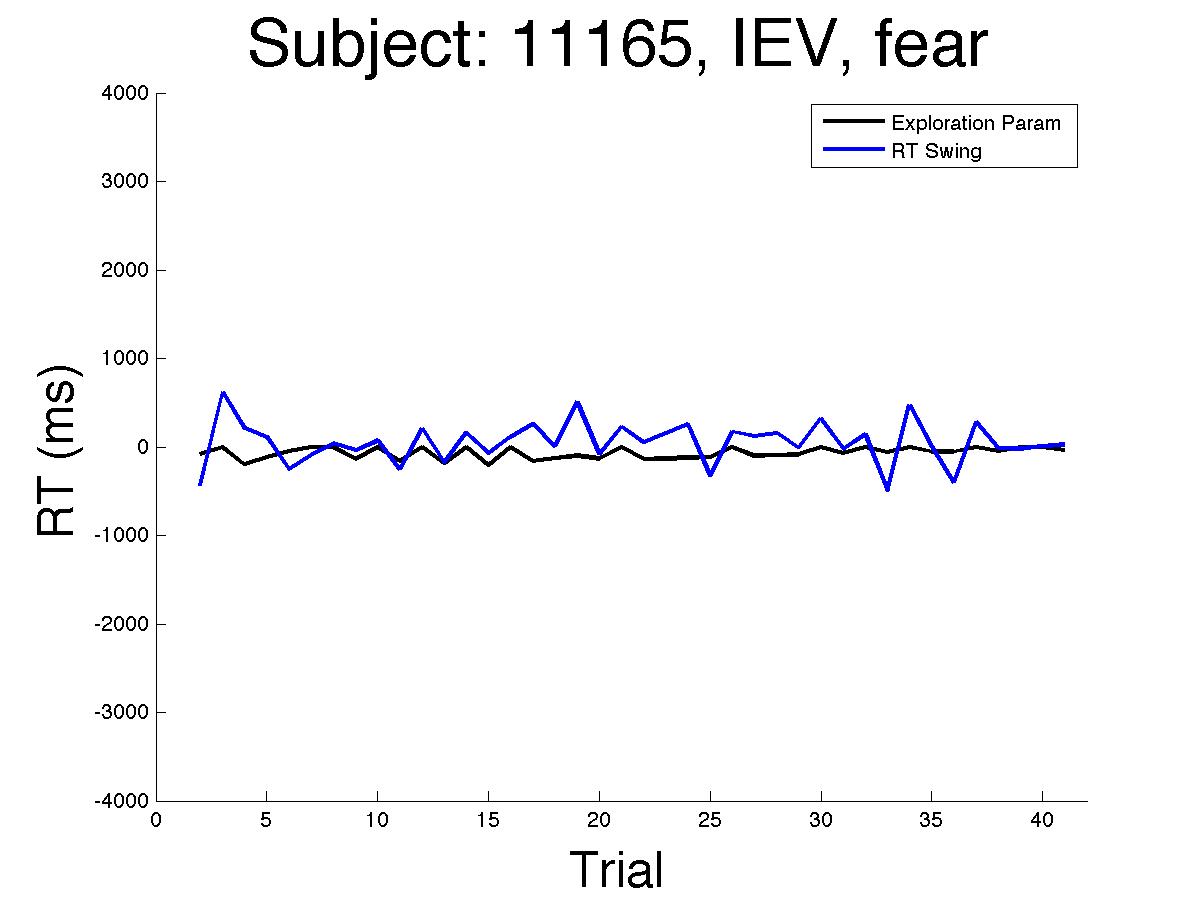 Subject: 11165, IEV, fear
Exploration Param
RT Swing
4000
3000
2000
1000
0
-1000
-2000
-3000
-4000
RT (ms)
0 5 10 15 20 25 30 35 40
Trial